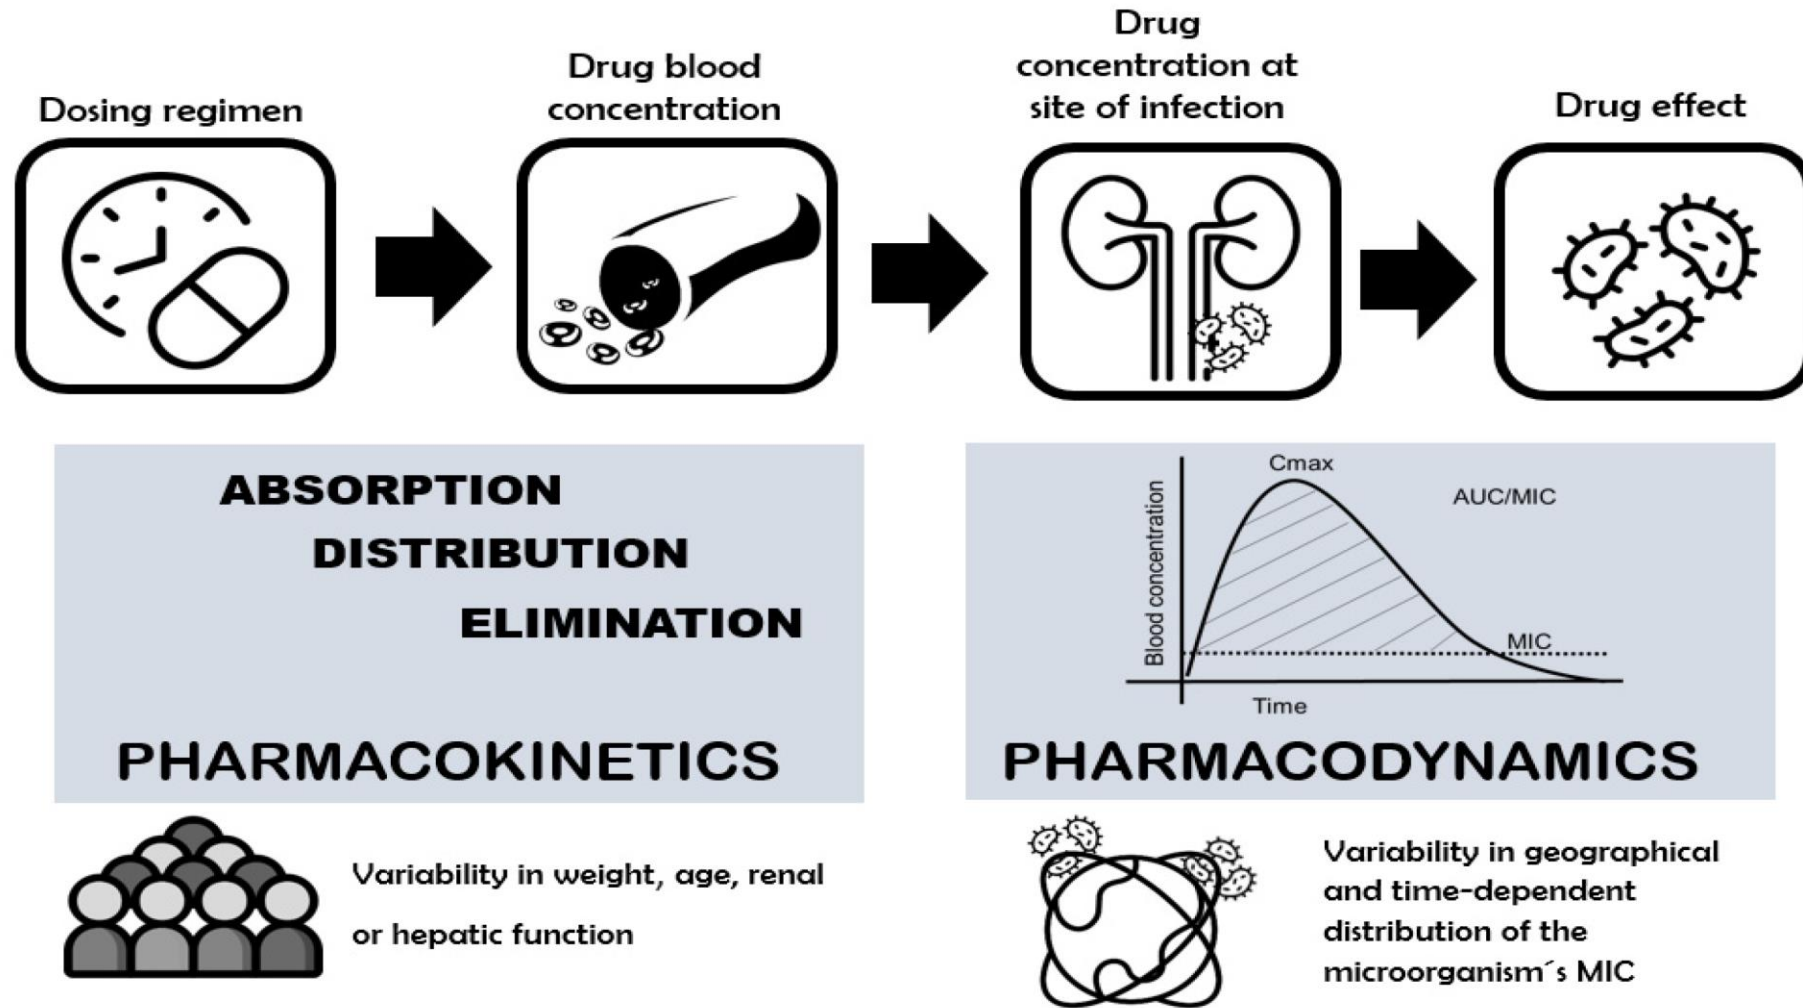 Dosing regimen
Drug blood
concentration
Drug
concentration at
site of infection
Drug effect
ABSORPTION
DISTRIBUTION
ELIMINATION
PHARMACOKINETICS
Cmax
AUC/MIC
Blood concentration
MIC
Time
PHARMACODYNAMICS
Variability in weight, age, renal
or hepatic function
Variability in geographical
and time-dependent
distribution of the
microorganism´s MIC